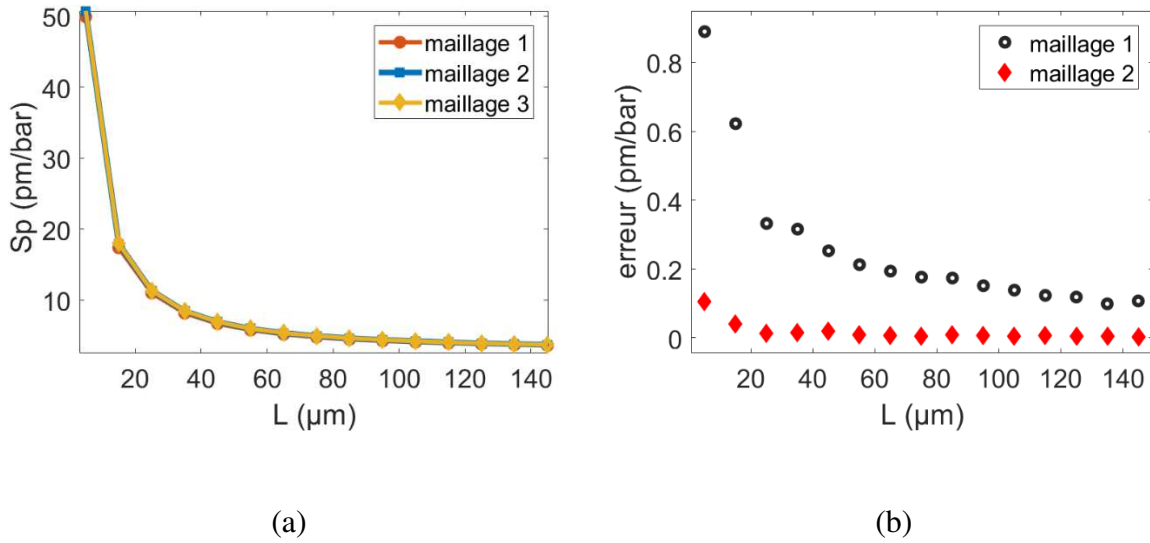 50
40
30
20
10
Sp (pm/bar)
maillage 1
maillage 2
maillage 3
20 40 60 80 100 120 140
L (µm)
0.8
0.6
0.4
0.2
0
erreur (pm/bar)
maillage 1
maillage 2
20 40 60 80 100 120 140
L (µm)
(a)
(b)